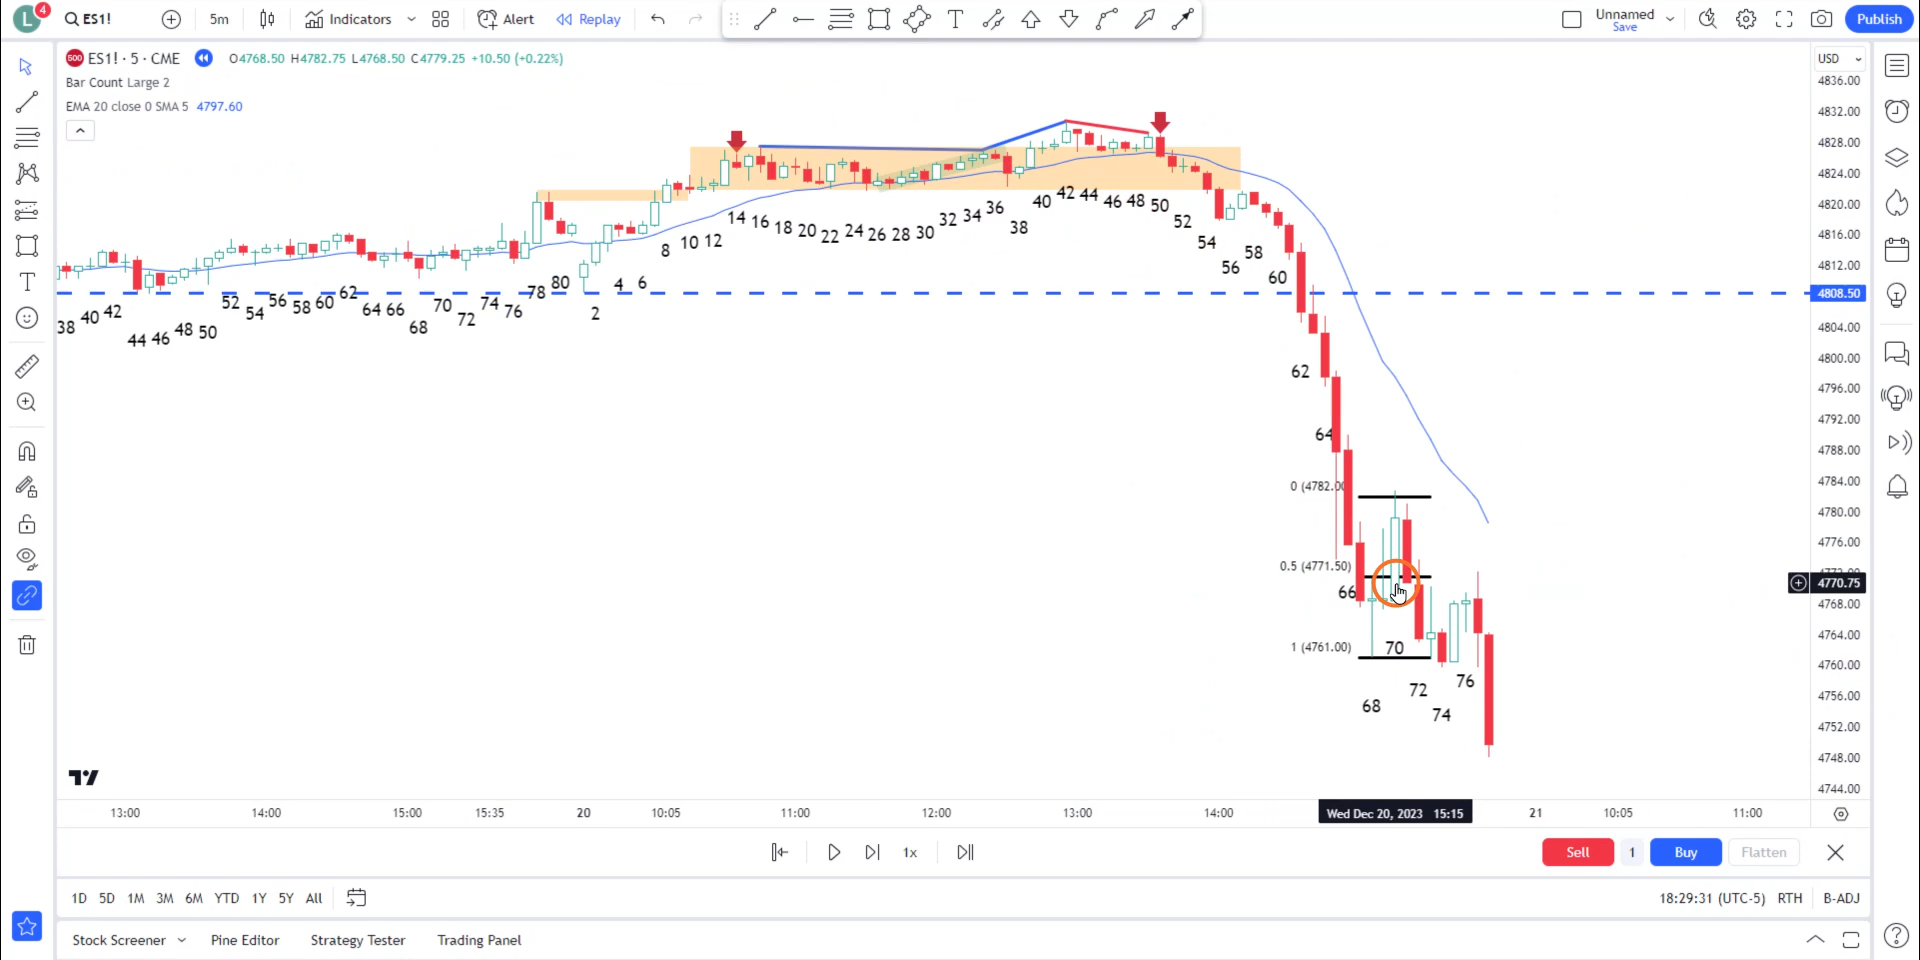 L 4 ES1! 5m Indicators Alert Replay Unnamed Save Publish
500 ES1! · 5 · CME O4768.50 H4782.75 L4768.50 C4779.25 +10.50 (+0.22%)
Bar Count Large 2
EMA 20 close 0 SMA 5 4797.60
USD
4836.00
4832.00
4828.00
4824.00
4820.00
4816.00
4812.00
4808.50
4804.00
4800.00
4796.00
4792.00
4788.00
4784.00
4780.00
4776.00
4770.75
4768.00
4764.00
4760.00
4756.00
4752.00
4748.00
4744.00
38 40 42 44 46 48 50 52 54 56 58 60 62 64 66 68 70 72 74 76 78 80
2 4 6 8 10 12 14 16 18 20 22 24 26 28 30 32 34 36 38 40 42 44 46 48 50 52 54 56 58 60 62 64 66 68 70 72 74 76
0 (4782.00
0.5 (4771.50)
1 (4761.00)
13:00 14:00 15:00 15:35 20 10:05 11:00 12:00 13:00 14:00 Wed Dec 20, 2023 15:15 21 10:05 11:00
1x Sell 1 Buy Flatten
1D 5D 1M 3M 6M YTD 1Y 5Y All 18:29:31 (UTC-5) RTH B-ADJ
Stock Screener Pine Editor Strategy Tester Trading Panel